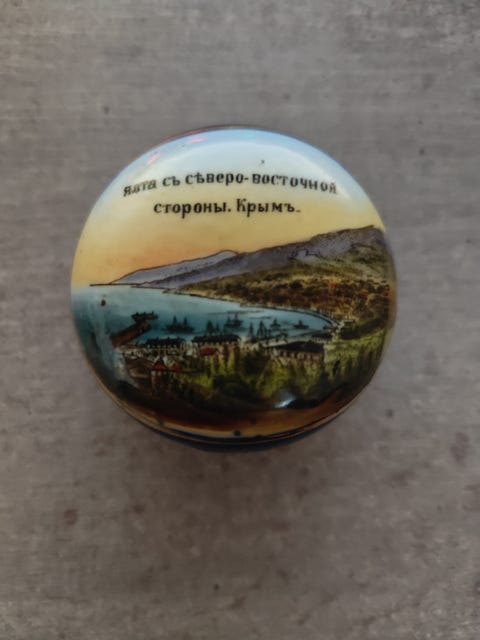 Ялта съ сѣверо-восточной
стороны. Крымъ.